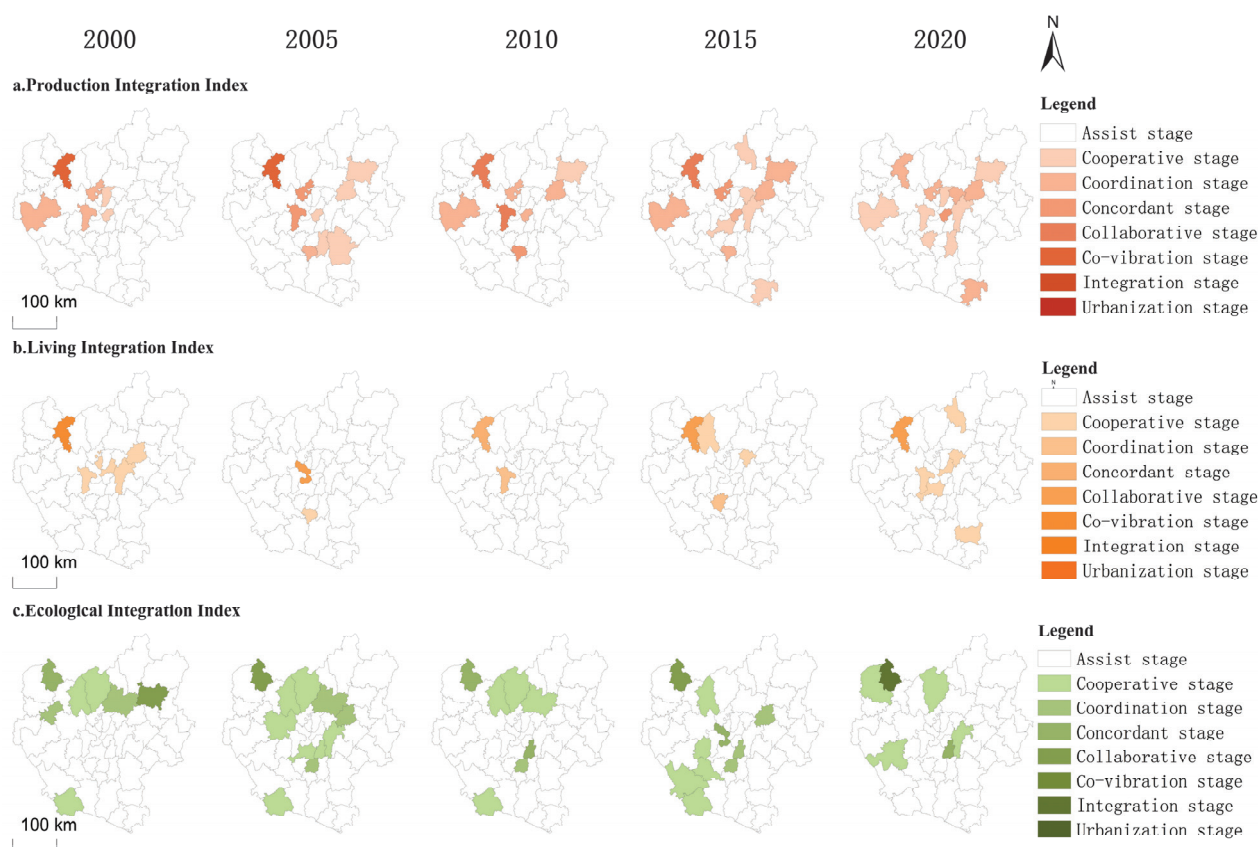 2000 2005 2010 2015 2020
N
a.Production Integration Index
Legend
Assist stage
Cooperative stage
Coordination stage
Concordant stage
Collaborative stage
Co-vibration stage
Integration stage
Urbanization stage
100 km
b.Living Integration Index
Legend
N
Assist stage
Cooperative stage
Coordination stage
Concordant stage
Collaborative stage
Co-vibration stage
Integration stage
Urbanization stage
100 km
c.Ecological Integration Index
Legend
Assist stage
Cooperative stage
Coordination stage
Concordant stage
Collaborative stage
Co-vibration stage
Integration stage
Urbanization stage
100 km